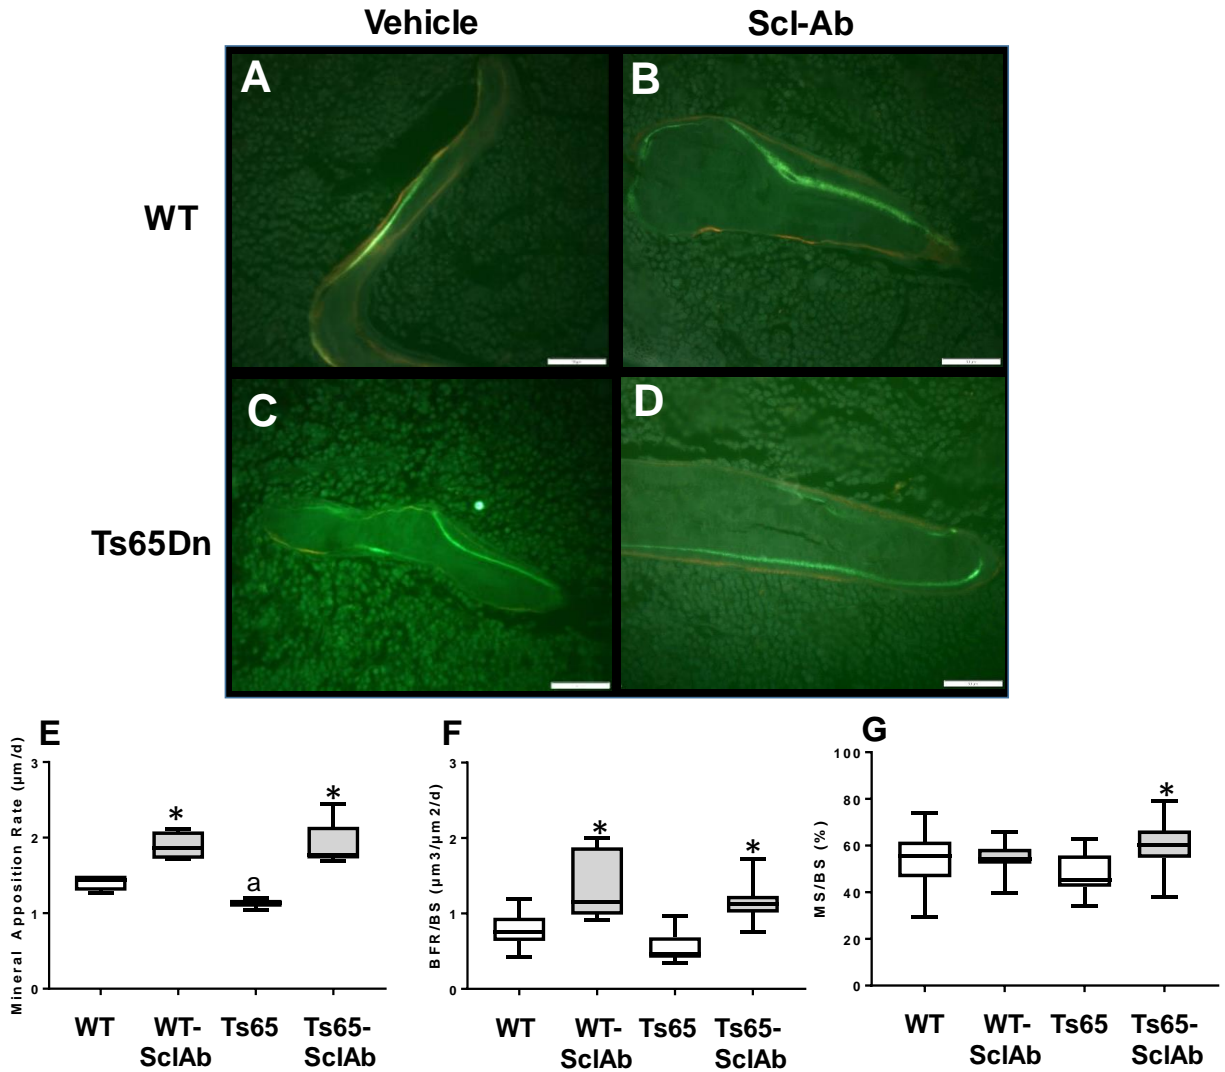 Vehicle Scl-Ab
A B
WT
C D
Ts65Dn
E F G
Mineral Apposition Rate (µm/d)
3
2
1
0
* a *
WT WT-SclAb Ts65 Ts65-SclAb
BFR/BS (µm3/µm2/d)
3
2
1
0
* *
WT WT-SclAb Ts65 Ts65-SclAb
MS/BS (%)
100
80
60
40
20
0
*
WT WT-SclAb Ts65 Ts65-SclAb